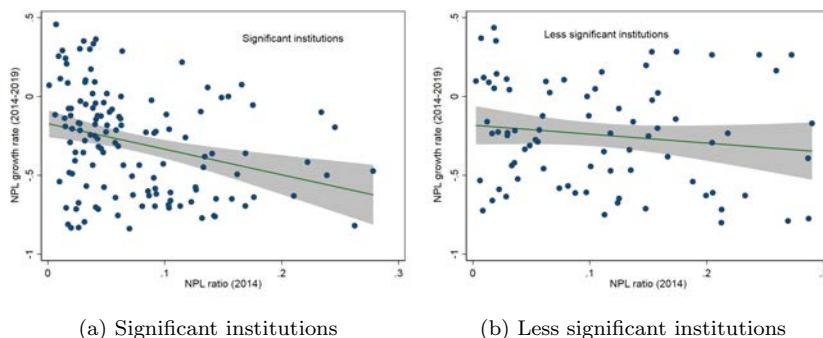 Significant institutions
.5
0
-.5
-1
NPL growth rate (2014-2019)
0
.1
.2
.3
NPL ratio (2014)
(a) Significant institutions
Less significant institutions
.5
0
-.5
-1
NPL growth rate (2014-2019)
0
.1
.2
.3
NPL ratio (2014)
(b) Less significant institutions